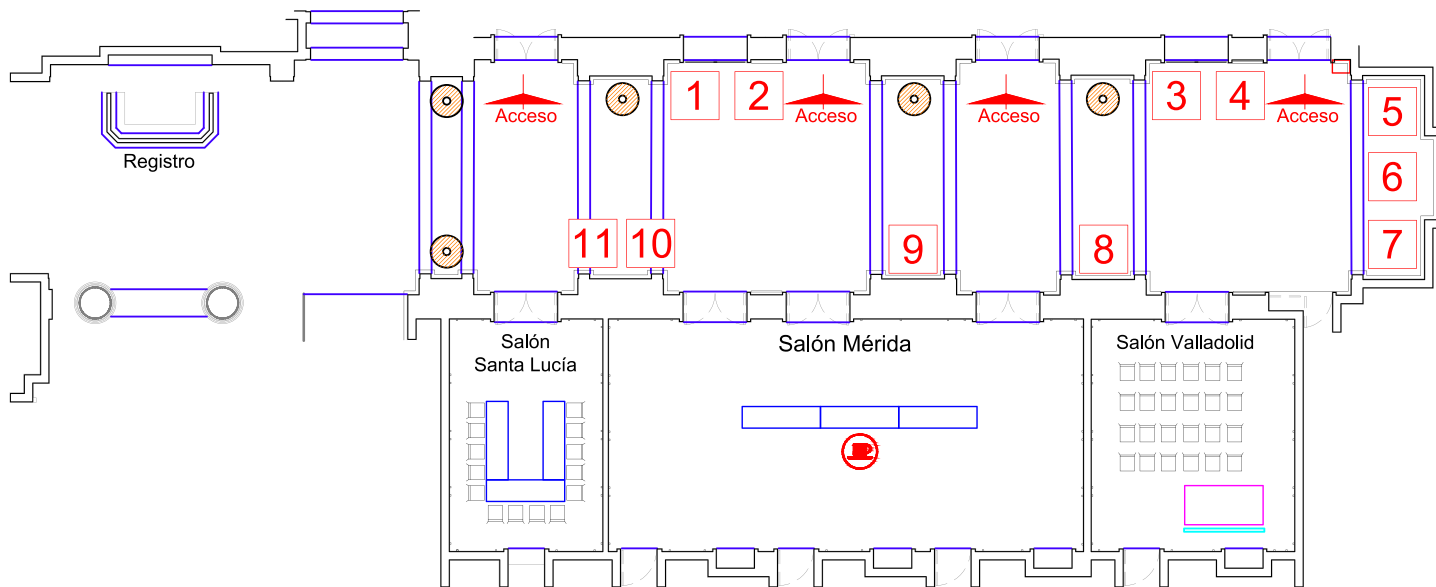 1
2
3
4
5
Acceso
Acceso
Acceso
Acceso
Registro
6
11
10
9
8
7
Salón
Santa Lucía
Salón Mérida
Salón Valladolid